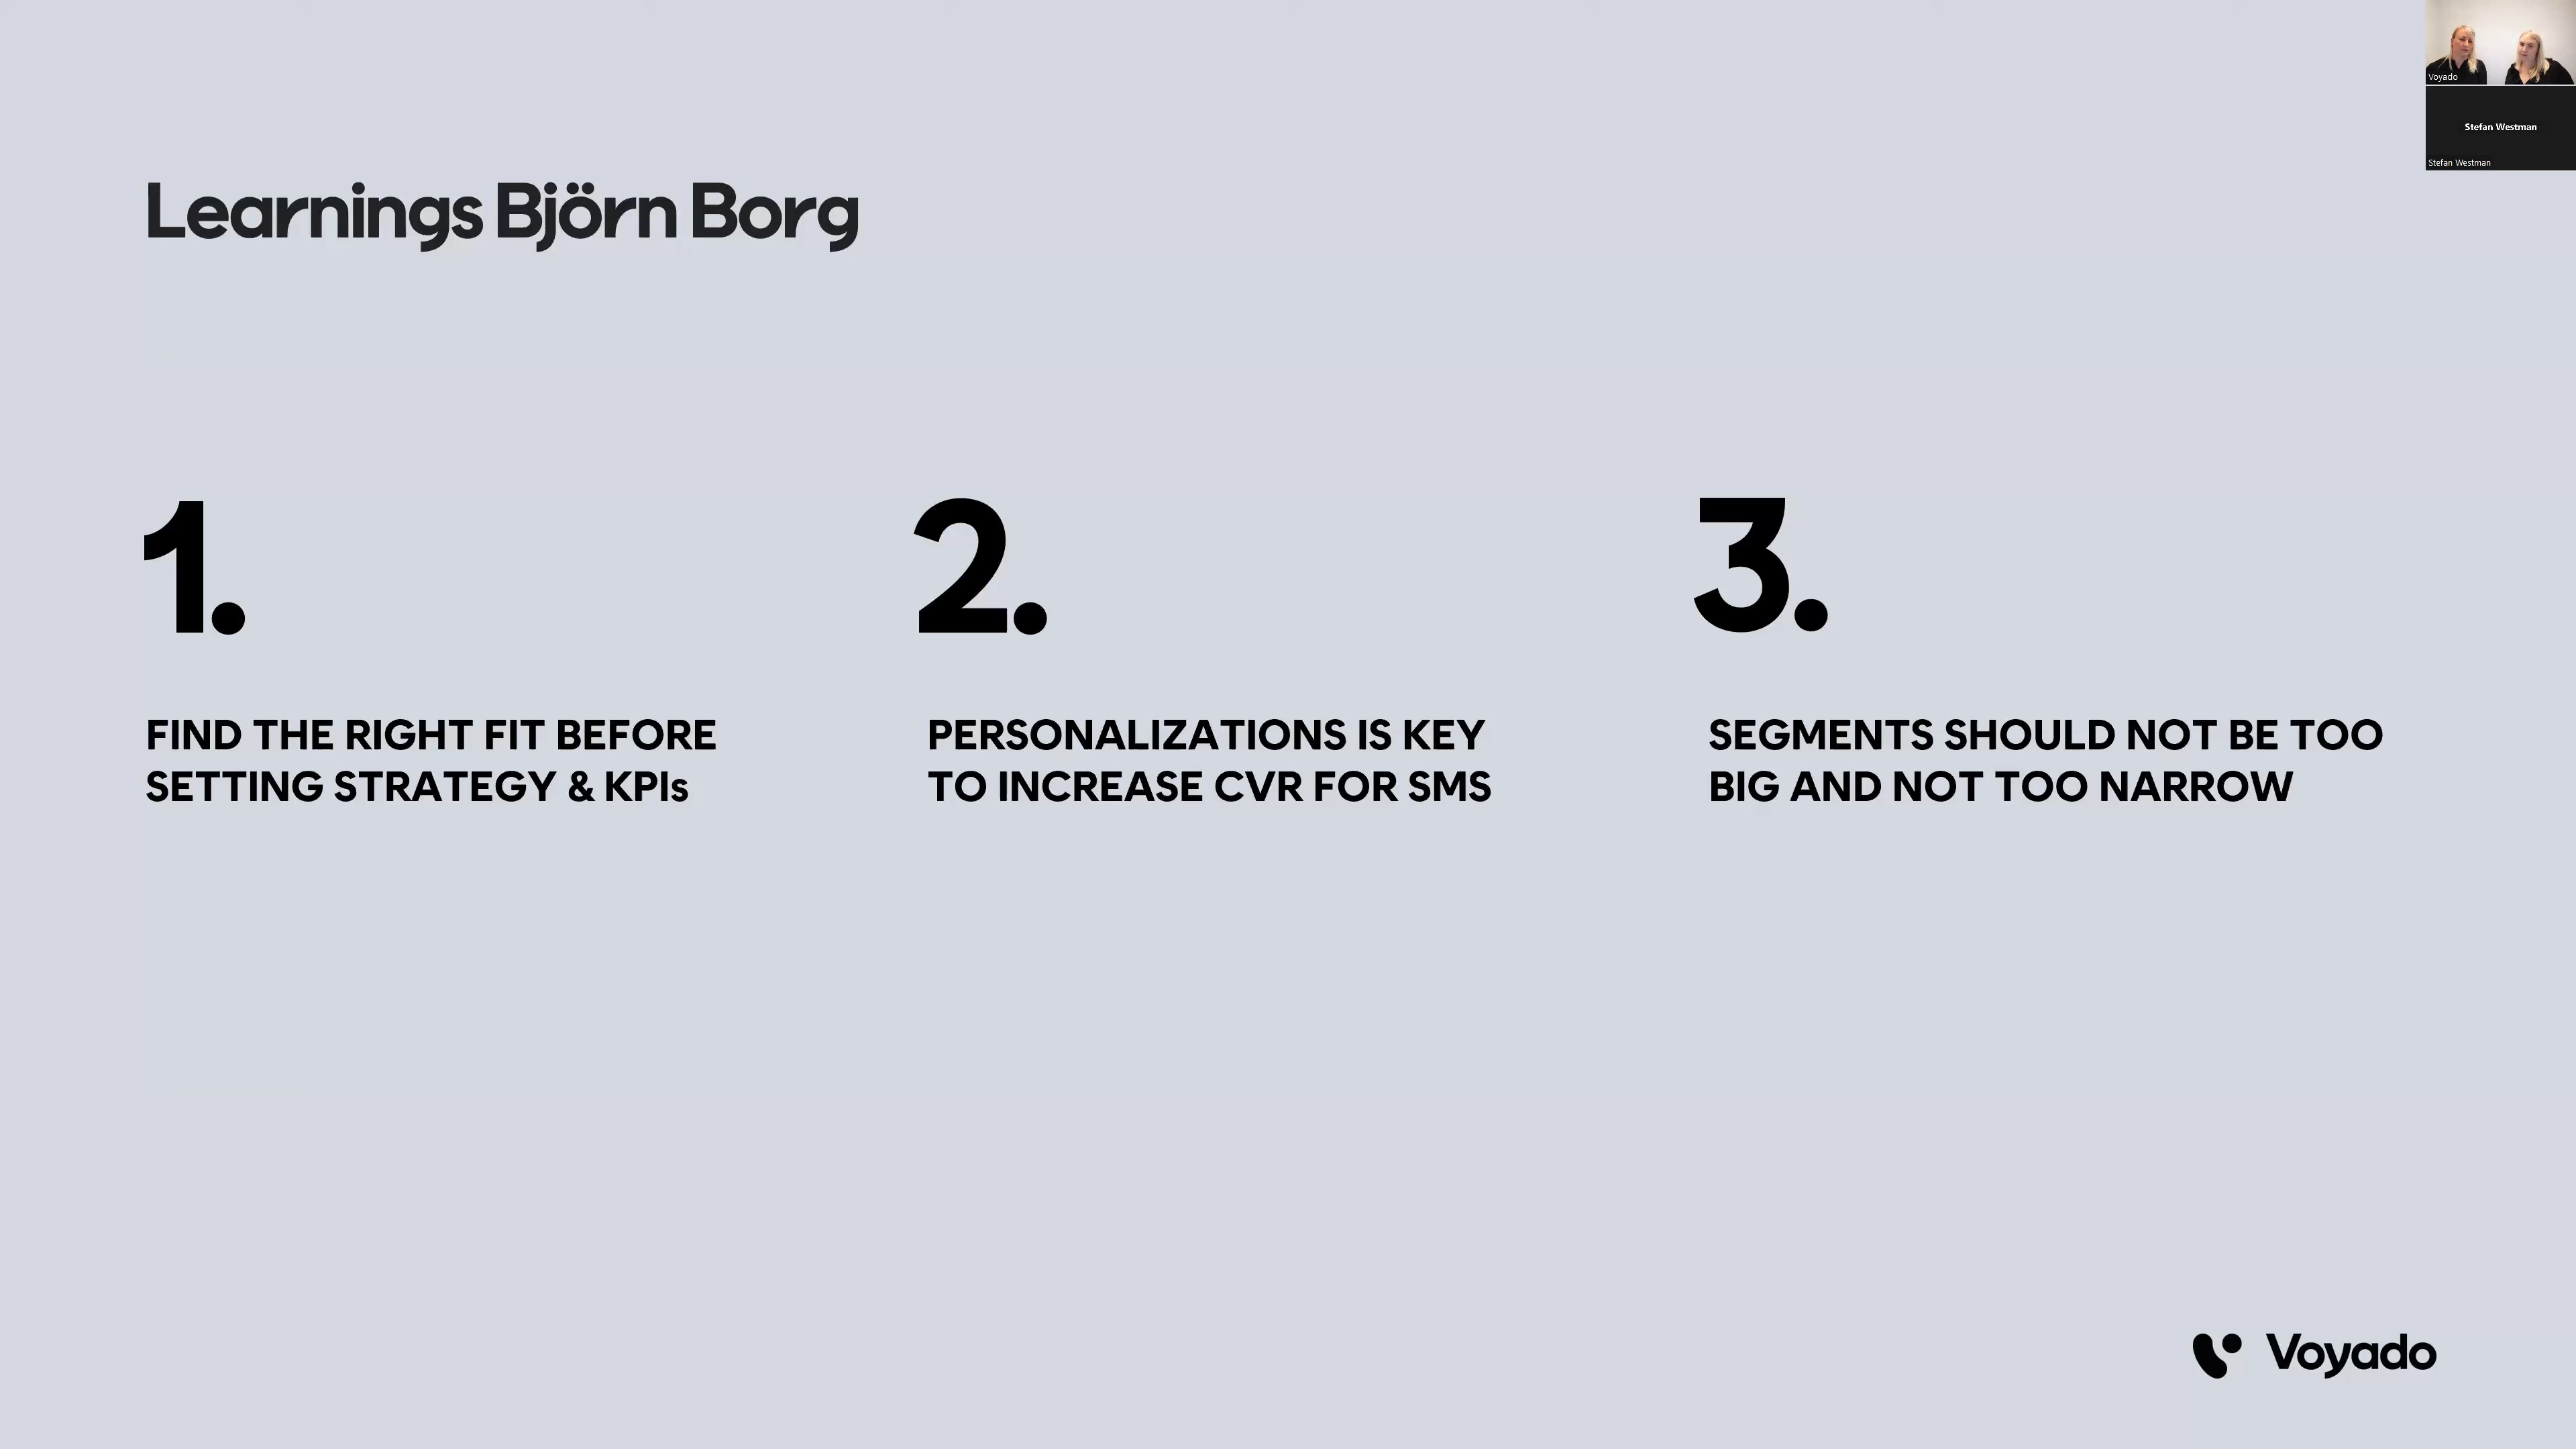 Voyado
Stefan Westman
Stefan Westman
Learnings Björn Borg
1.
FIND THE RIGHT FIT BEFORE
SETTING STRATEGY & KPIs
2.
PERSONALIZATIONS IS KEY
TO INCREASE CVR FOR SMS
3.
SEGMENTS SHOULD NOT BE TOO
BIG AND NOT TOO NARROW
Voyado